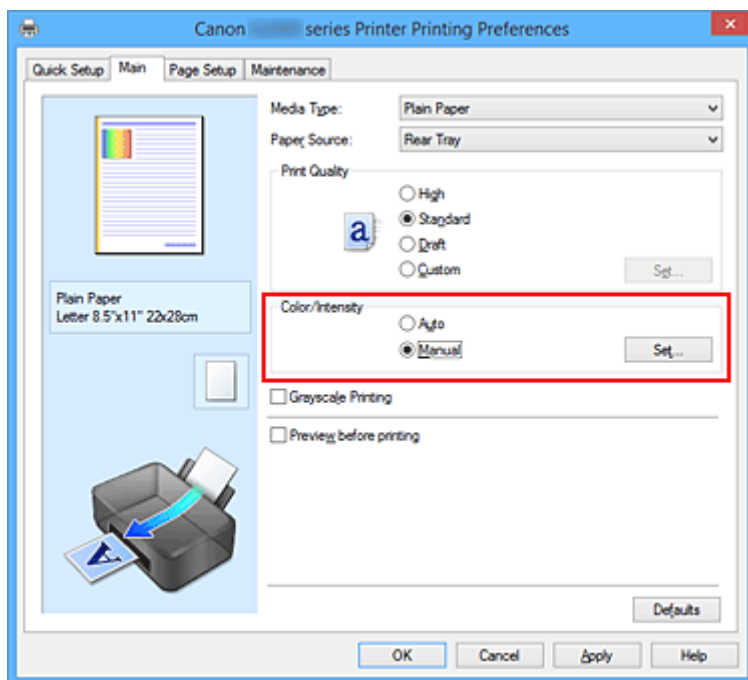 Canon series Printer Printing Preferences
Quick Setup Main Page Setup Maintenance
Media Type: Plain Paper
Paper Source: Rear Tray
Print Quality
High
Standard
Draft
Custom Set...
Color/Intensity
Auto
Manual Set...
Grayscale Printing
Preview before printing
Plain Paper
Letter 8.5"x11" 22x28cm
a
A
Defaults
OK Cancel Apply Help